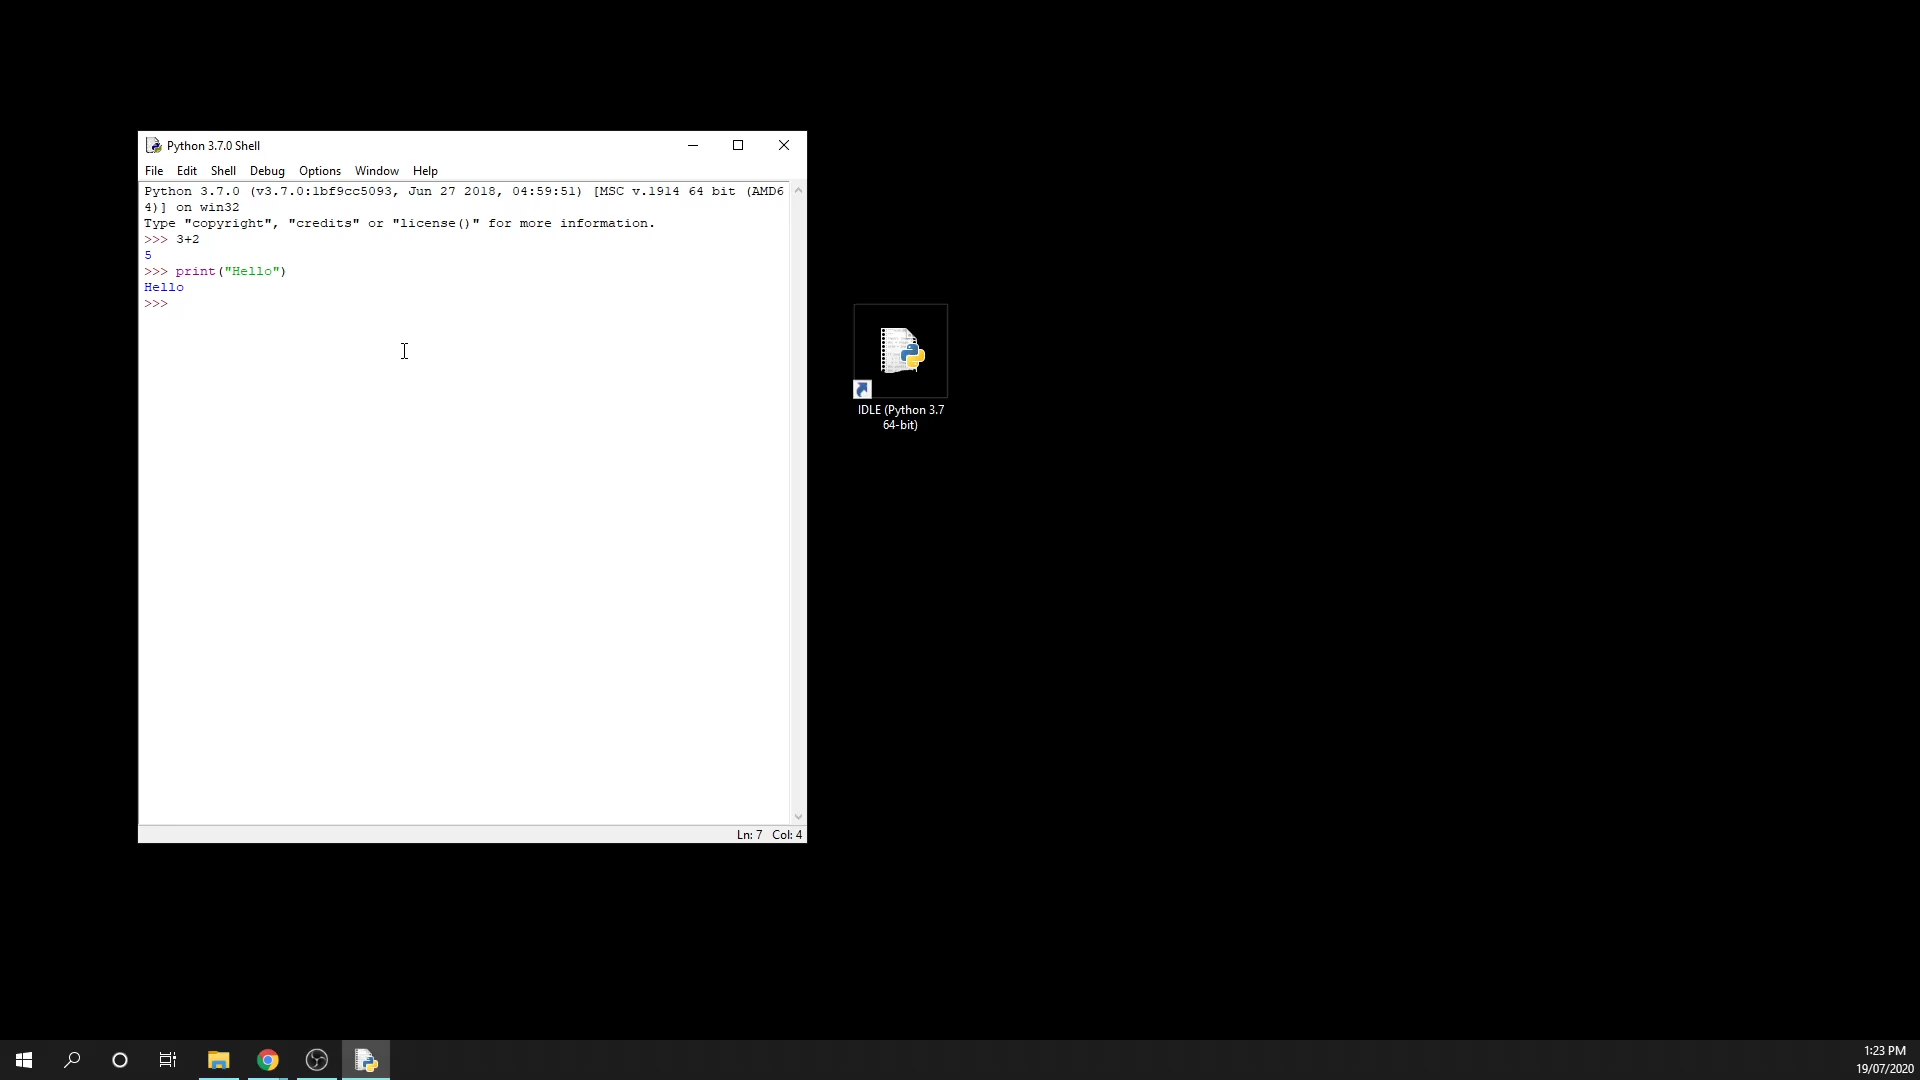 Python 3.7.0 Shell
File Edit Shell Debug Options Window Help
Python 3.7.0 (v3.7.0:1bf9cc5093, Jun 27 2018, 04:59:51) [MSC v.1914 64 bit (AMD6
4)] on win32
Type "copyright", "credits" or "license()" for more information.
>>> 3+2
5
>>> print("Hello")
Hello
>>>
Ln: 7 Col: 4
IDLE (Python 3.7
64-bit)
1:23 PM
19/07/2020